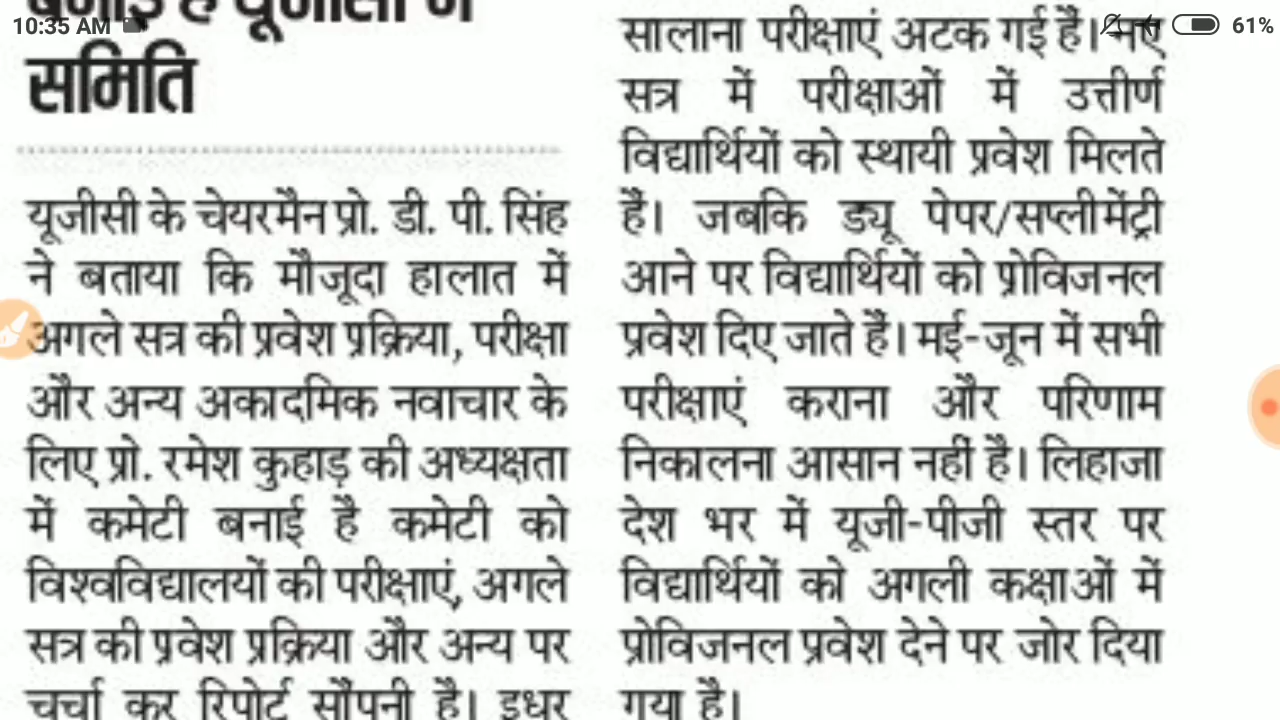 बनाई है यूजीसी ने
समिति
यूजीसी के चेयरमैन प्रो. डी. पी. सिंह
ने बताया कि मौजूदा हालात में
अगले सत्र की प्रवेश प्रक्रिया, परीक्षा
और अन्य अकादमिक नवाचार के
लिए प्रो. रमेश कुहाड़ की अध्यक्षता
में कमेटी बनाई है कमेटी को
विश्वविद्यालयों की परीक्षाएं, अगले
सत्र की प्रवेश प्रक्रिया और अन्य पर
चर्चा कर रिपोर्ट सौंपनी है। इधर
सालाना परीक्षाएं अटक गई है। नए
सत्र में परीक्षाओं में उत्तीर्ण
विद्यार्थियों को स्थायी प्रवेश मिलते
हैं। जबकि ड्यू पेपर/सप्लीमेंट्री
आने पर विद्यार्थियों को प्रोविजनल
प्रवेश दिए जाते हैं। मई-जून में सभी
परीक्षाएं कराना और परिणाम
निकालना आसान नहीं है। लिहाजा
देश भर में यूजी-पीजी स्तर पर
विद्यार्थियों को अगली कक्षाओं में
प्रोविजनल प्रवेश देने पर जोर दिया
गया है।
10:35 AM
61%